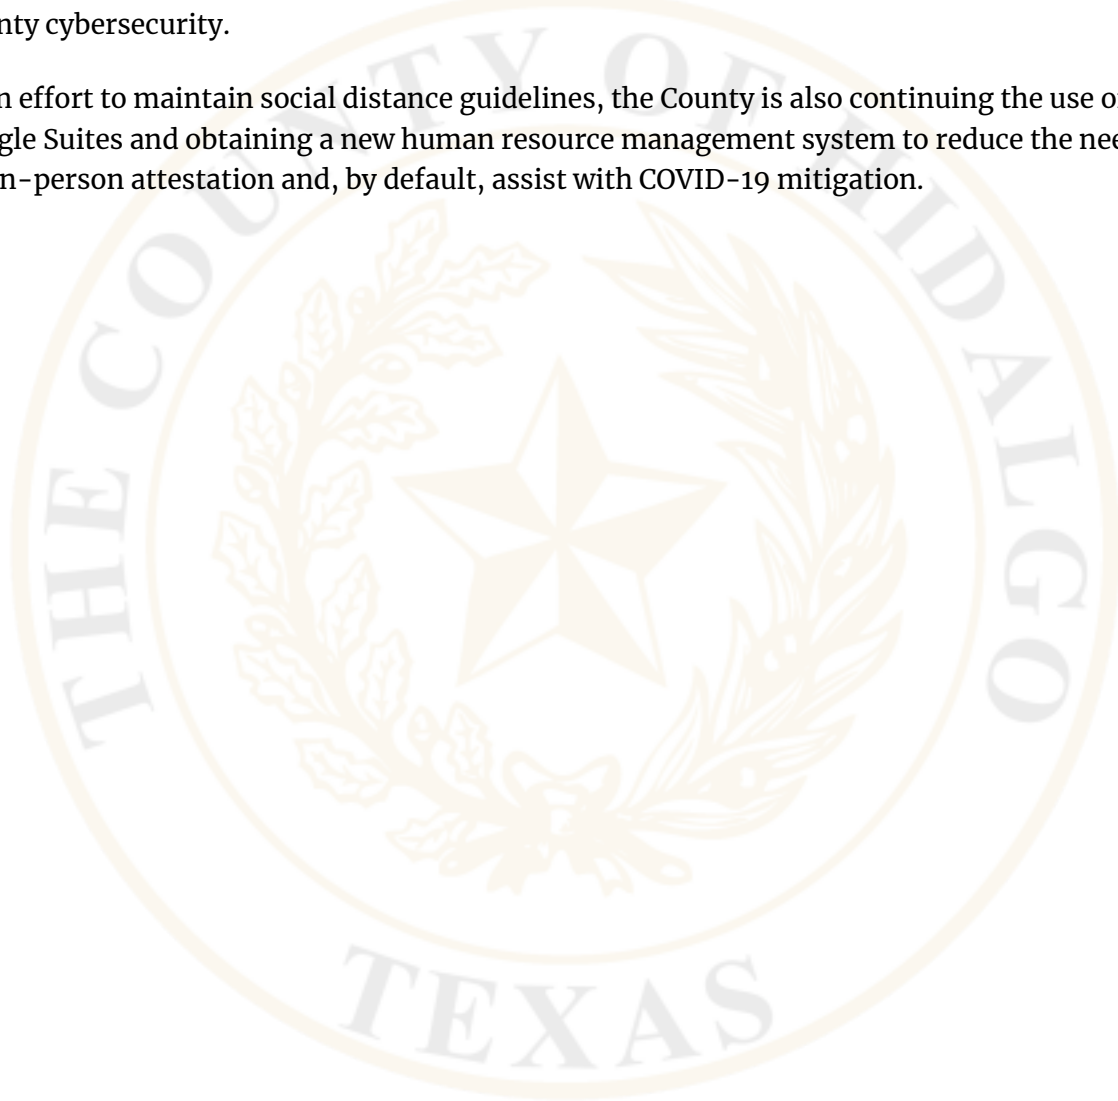 nty cybersecurity.
n effort to maintain social distance guidelines, the County is also continuing the use o
gle Suites and obtaining a new human resource management system to reduce the nee
n-person attestation and, by default, assist with COVID-19 mitigation.
THE COUNTY OF HIDALGO
TEXAS